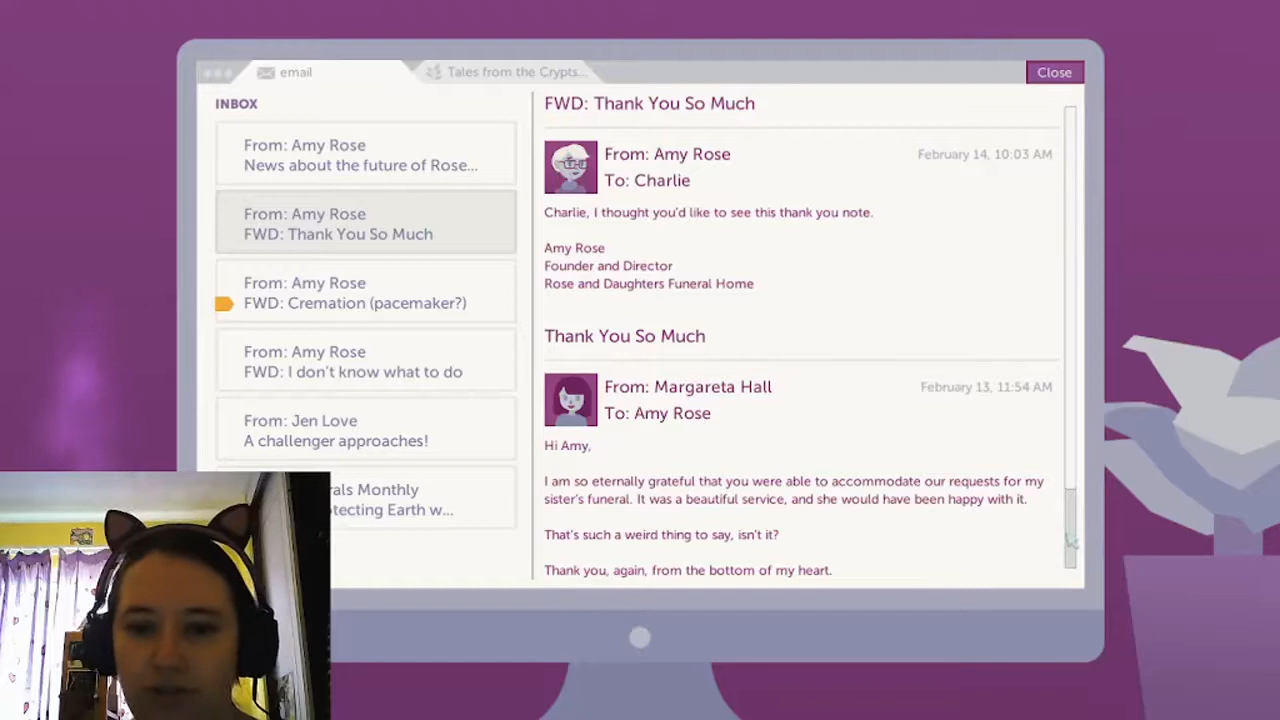 email
Tales from the Crypts...
Close
INBOX
From: Amy Rose
News about the future of Rose...
From: Amy Rose
FWD: Thank You So Much
From: Amy Rose
FWD: Cremation (pacemaker?)
From: Amy Rose
FWD: I don't know what to do
From: Jen Love
A challenger approaches!
Monthly
Earth w...
FWD: Thank You So Much
From: Amy Rose
February 14, 10:03 AM
To: Charlie
Charlie, I thought you'd like to see this thank you note.
Amy Rose
Founder and Director
Rose and Daughters Funeral Home
Thank You So Much
From: Margareta Hall
February 13, 11:54 AM
To: Amy Rose
Hi Amy,
I am so eternally grateful that you were able to accommodate our requests for my
sister's funeral. It was a beautiful service, and she would have been happy with it.
That's such a weird thing to say, isn't it?
Thank you, again, from the bottom of my heart.